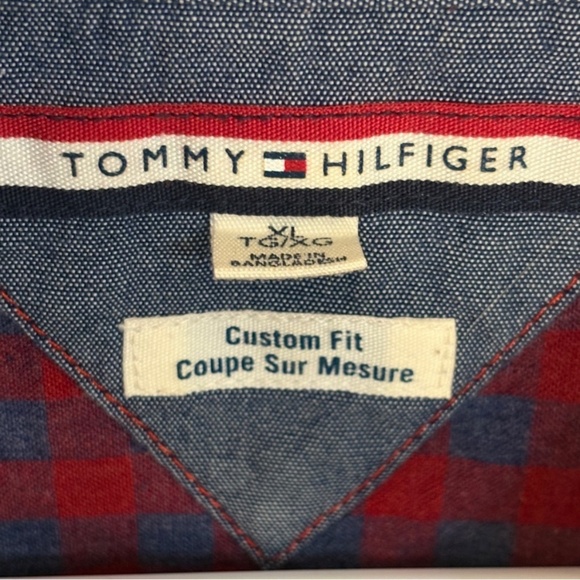 TOMMY HILFIGER
XL
TG/XG
MADE IN
BANGLADESH
Custom Fit
Coupe Sur Mesure